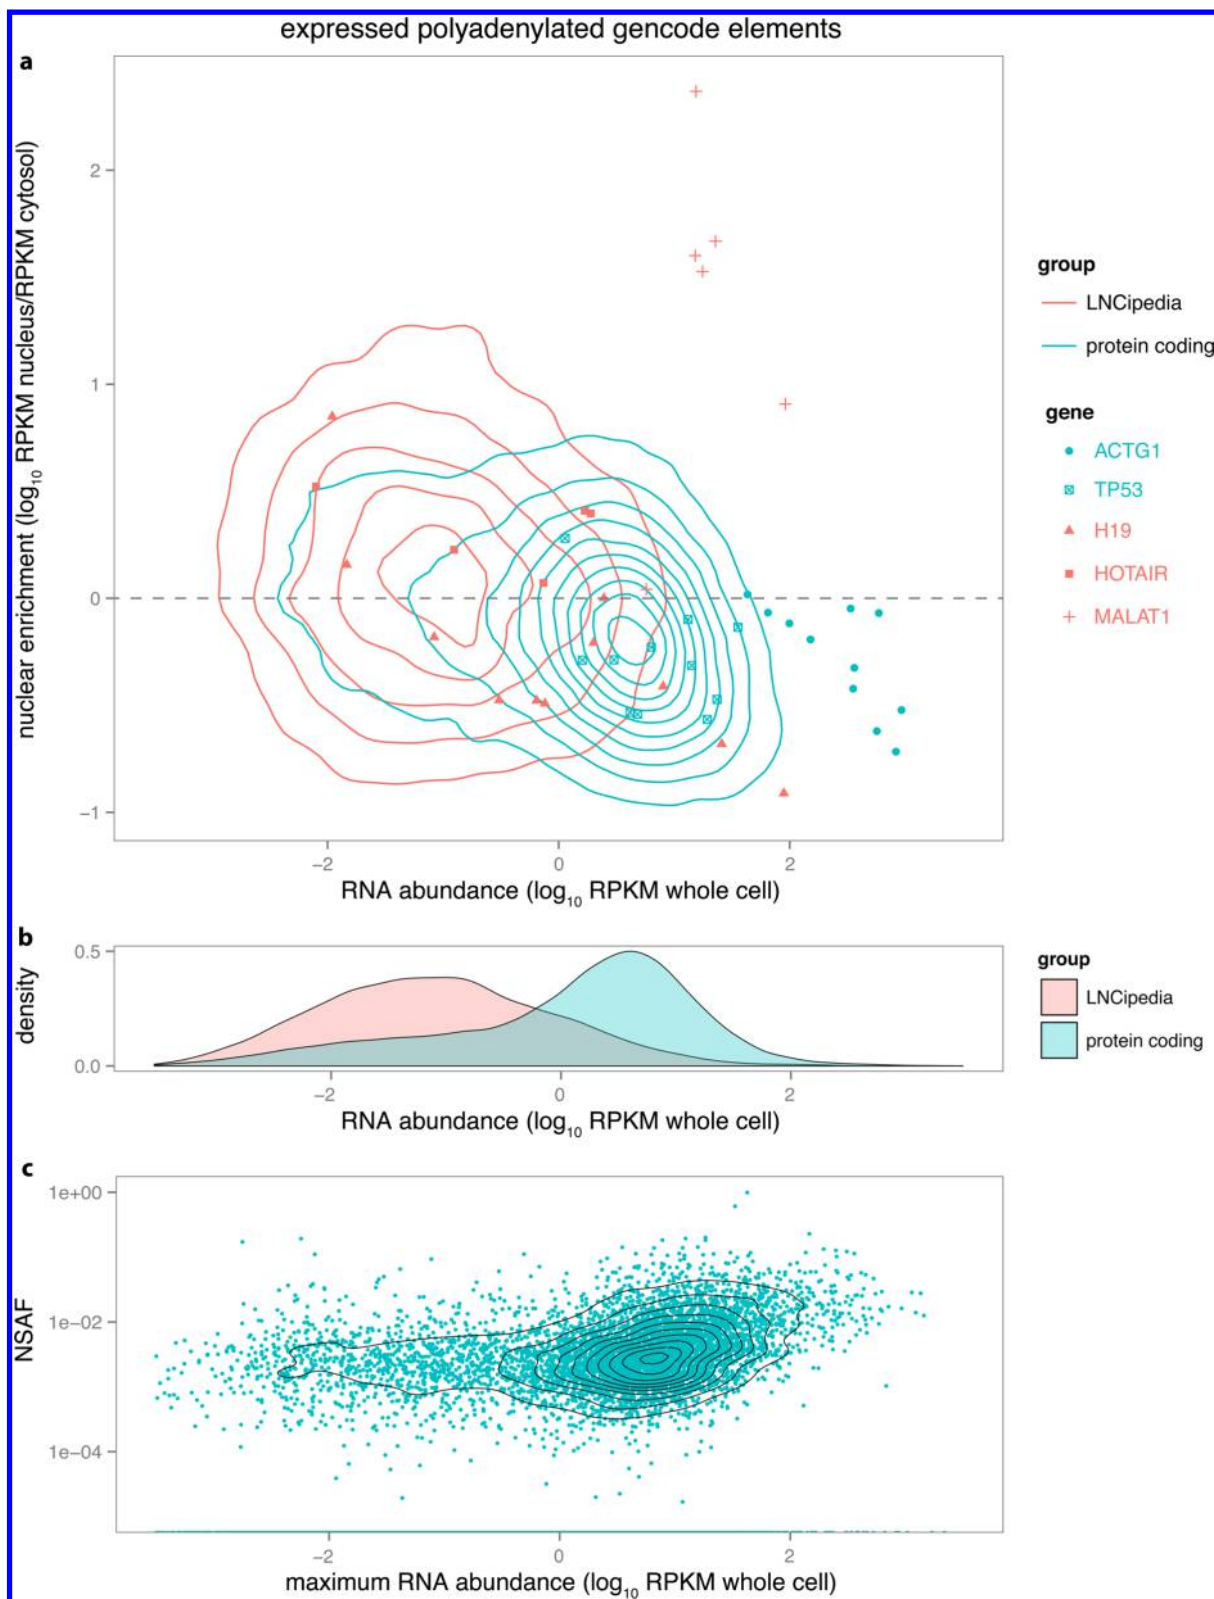 expressed polyadenylated gencode elements
a
nuclear enrichment (log10 RPKM nucleus/RPKM cytosol)
2
1
0
−1
−2
0
2
RNA abundance (log10 RPKM whole cell)
group
LNCipedia
protein coding
gene
ACTG1
TP53
H19
HOTAIR
MALAT1
b
density
0.5
0.0
−2
0
2
RNA abundance (log10 RPKM whole cell)
group
LNCipedia
protein coding
c
NSAF
1e+00
1e−02
1e−04
−2
0
2
maximum RNA abundance (log10 RPKM whole cell)